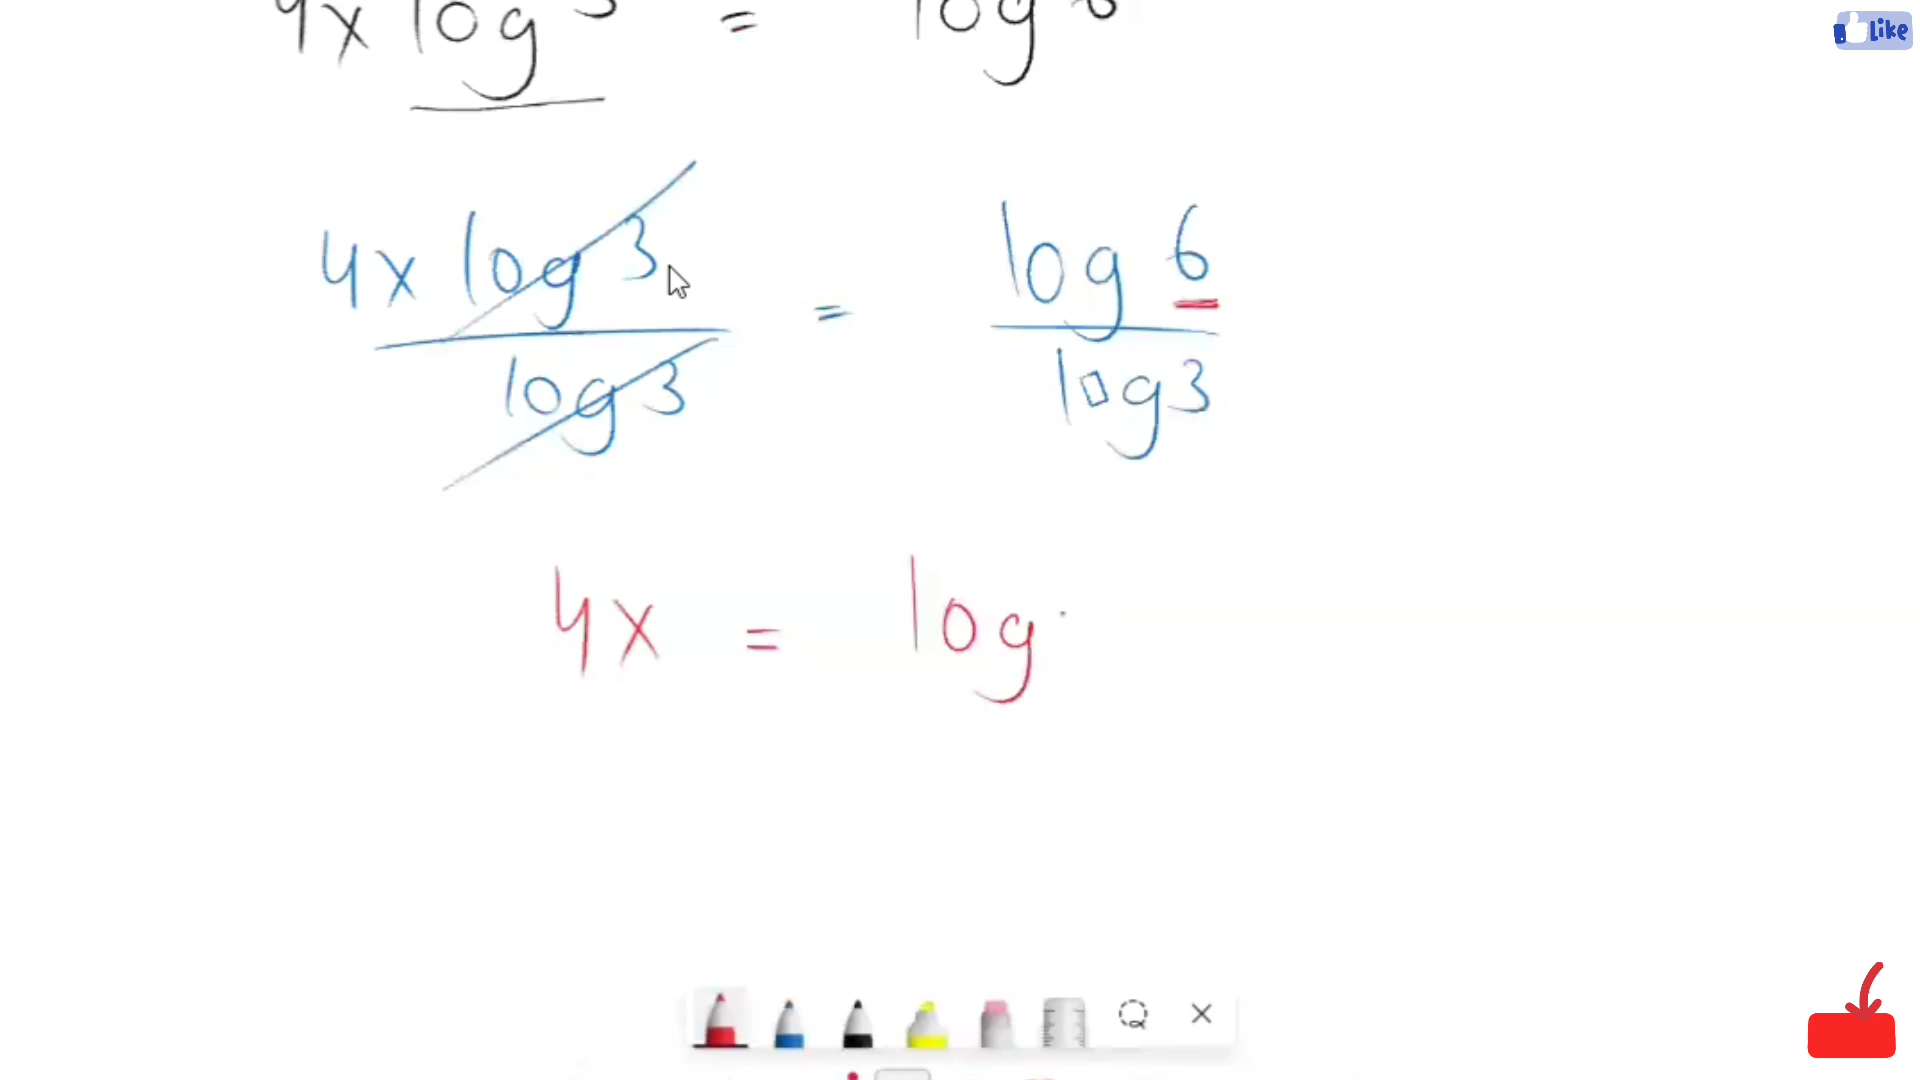 4x log 3 = log 6
4x log 3 / log 3 = log 6 / log 3
4x = log
Like